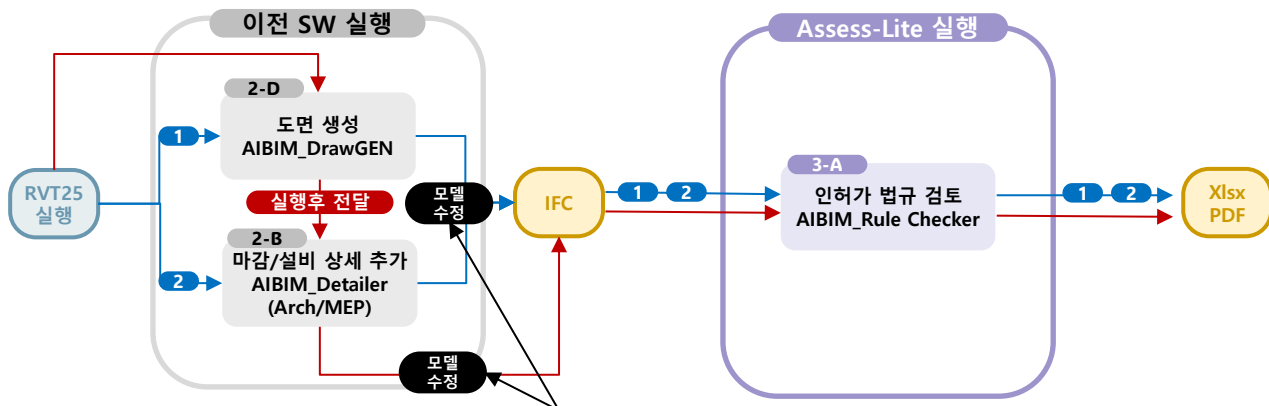 이전 SW 실행
Assess-Lite 실행
2-D
도면 생성
AIBIM_DrawGEN
1
RVT25
실행
실행후 전달
모델
수정
IFC
1
2
3-A
인허가 법규 검토
AIBIM_Rule Checker
1
2
Xlsx
PDF
2-B
마감/설비 상세 추가
AIBIM_Detailer
(Arch/MEP)
2
모델
수정